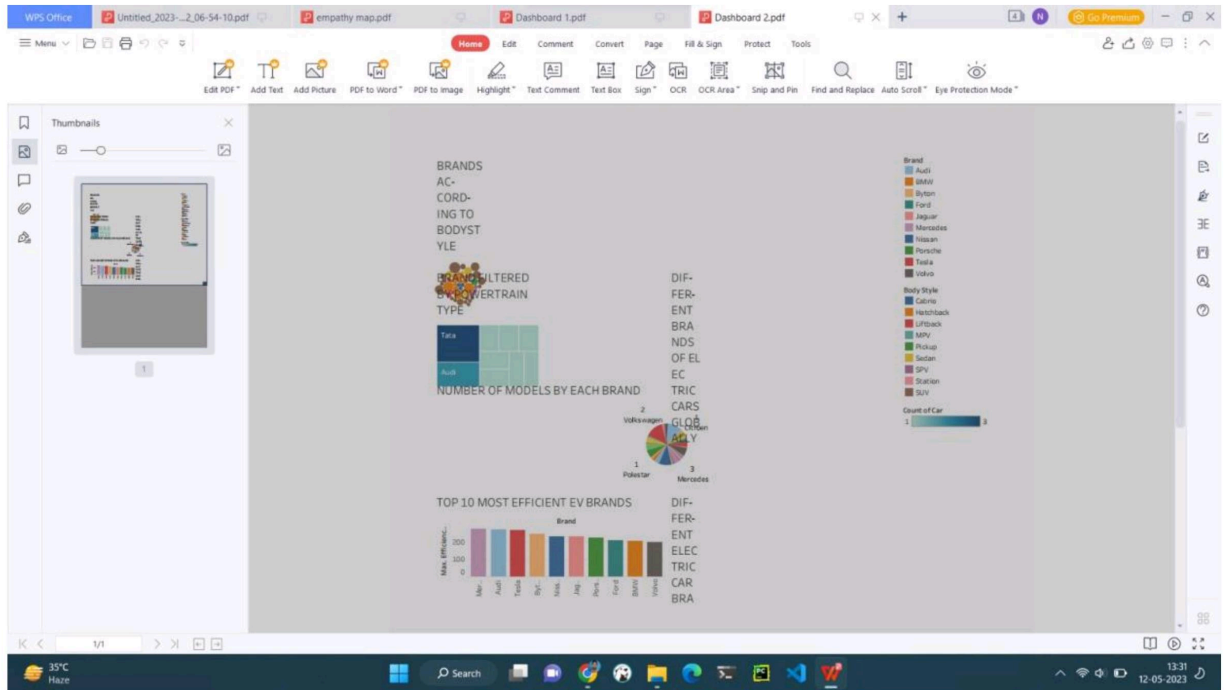 WPS Office
Untitled_2023-...2_06-54-10.pdf
empathy map.pdf
Dashboard 1.pdf
Dashboard 2.pdf
4
N
Go Premium
Menu
Home
Edit
Comment
Convert
Page
Fill & Sign
Protect
Tools
Edit PDF
Add Text
Add Picture
PDF to Word
PDF to Image
Highlight
Text Comment
Text Box
Sign
OCR
OCR Area
Snip and Pin
Find and Replace
Auto Scroll
Eye Protection Mode
Thumbnails
1
BRANDS
AC-
CORD-
ING TO
BODYST
YLE
BRAND FILTERED
BY POWERTRAIN
TYPE
Tata
Audi
NUMBER OF MODELS BY EACH BRAND
2
Volkswagen
Citroen
1
Polestar
3
Mercedes
DIF-
FER-
ENT
BRA
NDS
OF EL
EC
TRIC
CARS
GLOB
ALLY
TOP 10 MOST EFFICIENT EV BRANDS
Brand
Max. Efficienc..
200
100
0
Mer..
Audi
Tesla
Byt..
Niss..
Jag..
Pors..
Ford
BMW
Volvo
DIF-
FER-
ENT
ELEC
TRIC
CAR
BRA
Brand
Audi
BMW
Byton
Ford
Jaguar
Mercedes
Nissan
Porsche
Tesla
Volvo
Body Style
Cabrio
Hatchback
Liftback
MPV
Pickup
Sedan
SPV
Station
SUV
Count of Car
1
3
1/1
35°C
Haze
Search
13:31
12-05-2023